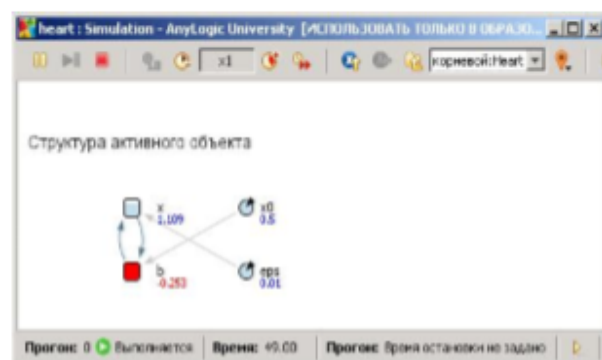 heart : Simulation - AnyLogic University [ИСПОЛЬЗОВАТЬ ТОЛЬКО В ОБРАЗО...
x1
корневой:Heart
Структура активного объекта
x
1.109
x0
0.5
b
-0.253
eps
0.01
Прогон: 0 Выполняется Время: 49.00 Прогон: Время остановки не задано